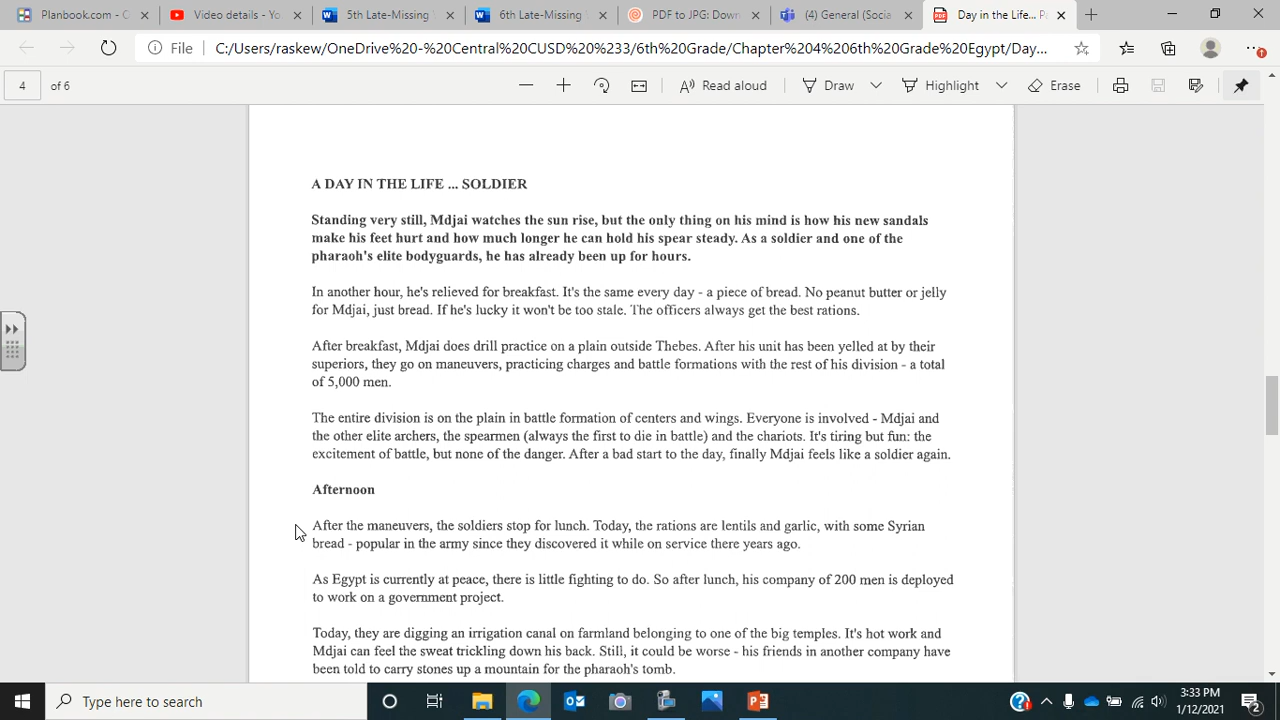 Planbook.com - C
Video details - Yo
5th Late-Missing
6th Late-Missing
PDF to JPG: Down
(4) General (Socia
Day in the Life... P
File
C:/Users/raskew/OneDrive%20-%20Central%20CUSD%20%233/6th%20Grade/Chapter%204%206th%20Grade%20Egypt/Day...
4 of 6
Read aloud
Draw
Highlight
Erase
A DAY IN THE LIFE ... SOLDIER
Standing very still, Mdjai watches the sun rise, but the only thing on his mind is how his new sandals
make his feet hurt and how much longer he can hold his spear steady. As a soldier and one of the
pharaoh's elite bodyguards, he has already been up for hours.
In another hour, he's relieved for breakfast. It's the same every day - a piece of bread. No peanut butter or jelly
for Mdjai, just bread. If he's lucky it won't be too stale. The officers always get the best rations.
After breakfast, Mdjai does drill practice on a plain outside Thebes. After his unit has been yelled at by their
superiors, they go on maneuvers, practicing charges and battle formations with the rest of his division - a total
of 5,000 men.
The entire division is on the plain in battle formation of centers and wings. Everyone is involved - Mdjai and
the other elite archers, the spearmen (always the first to die in battle) and the chariots. It's tiring but fun: the
excitement of battle, but none of the danger. After a bad start to the day, finally Mdjai feels like a soldier again.
Afternoon
After the maneuvers, the soldiers stop for lunch. Today, the rations are lentils and garlic, with some Syrian
bread - popular in the army since they discovered it while on service there years ago.
As Egypt is currently at peace, there is little fighting to do. So after lunch, his company of 200 men is deployed
to work on a government project.
Today, they are digging an irrigation canal on farmland belonging to one of the big temples. It's hot work and
Mdjai can feel the sweat trickling down his back. Still, it could be worse - his friends in another company have
been told to carry stones up a mountain for the pharaoh's tomb.
Type here to search
3:33 PM
1/12/2021
2